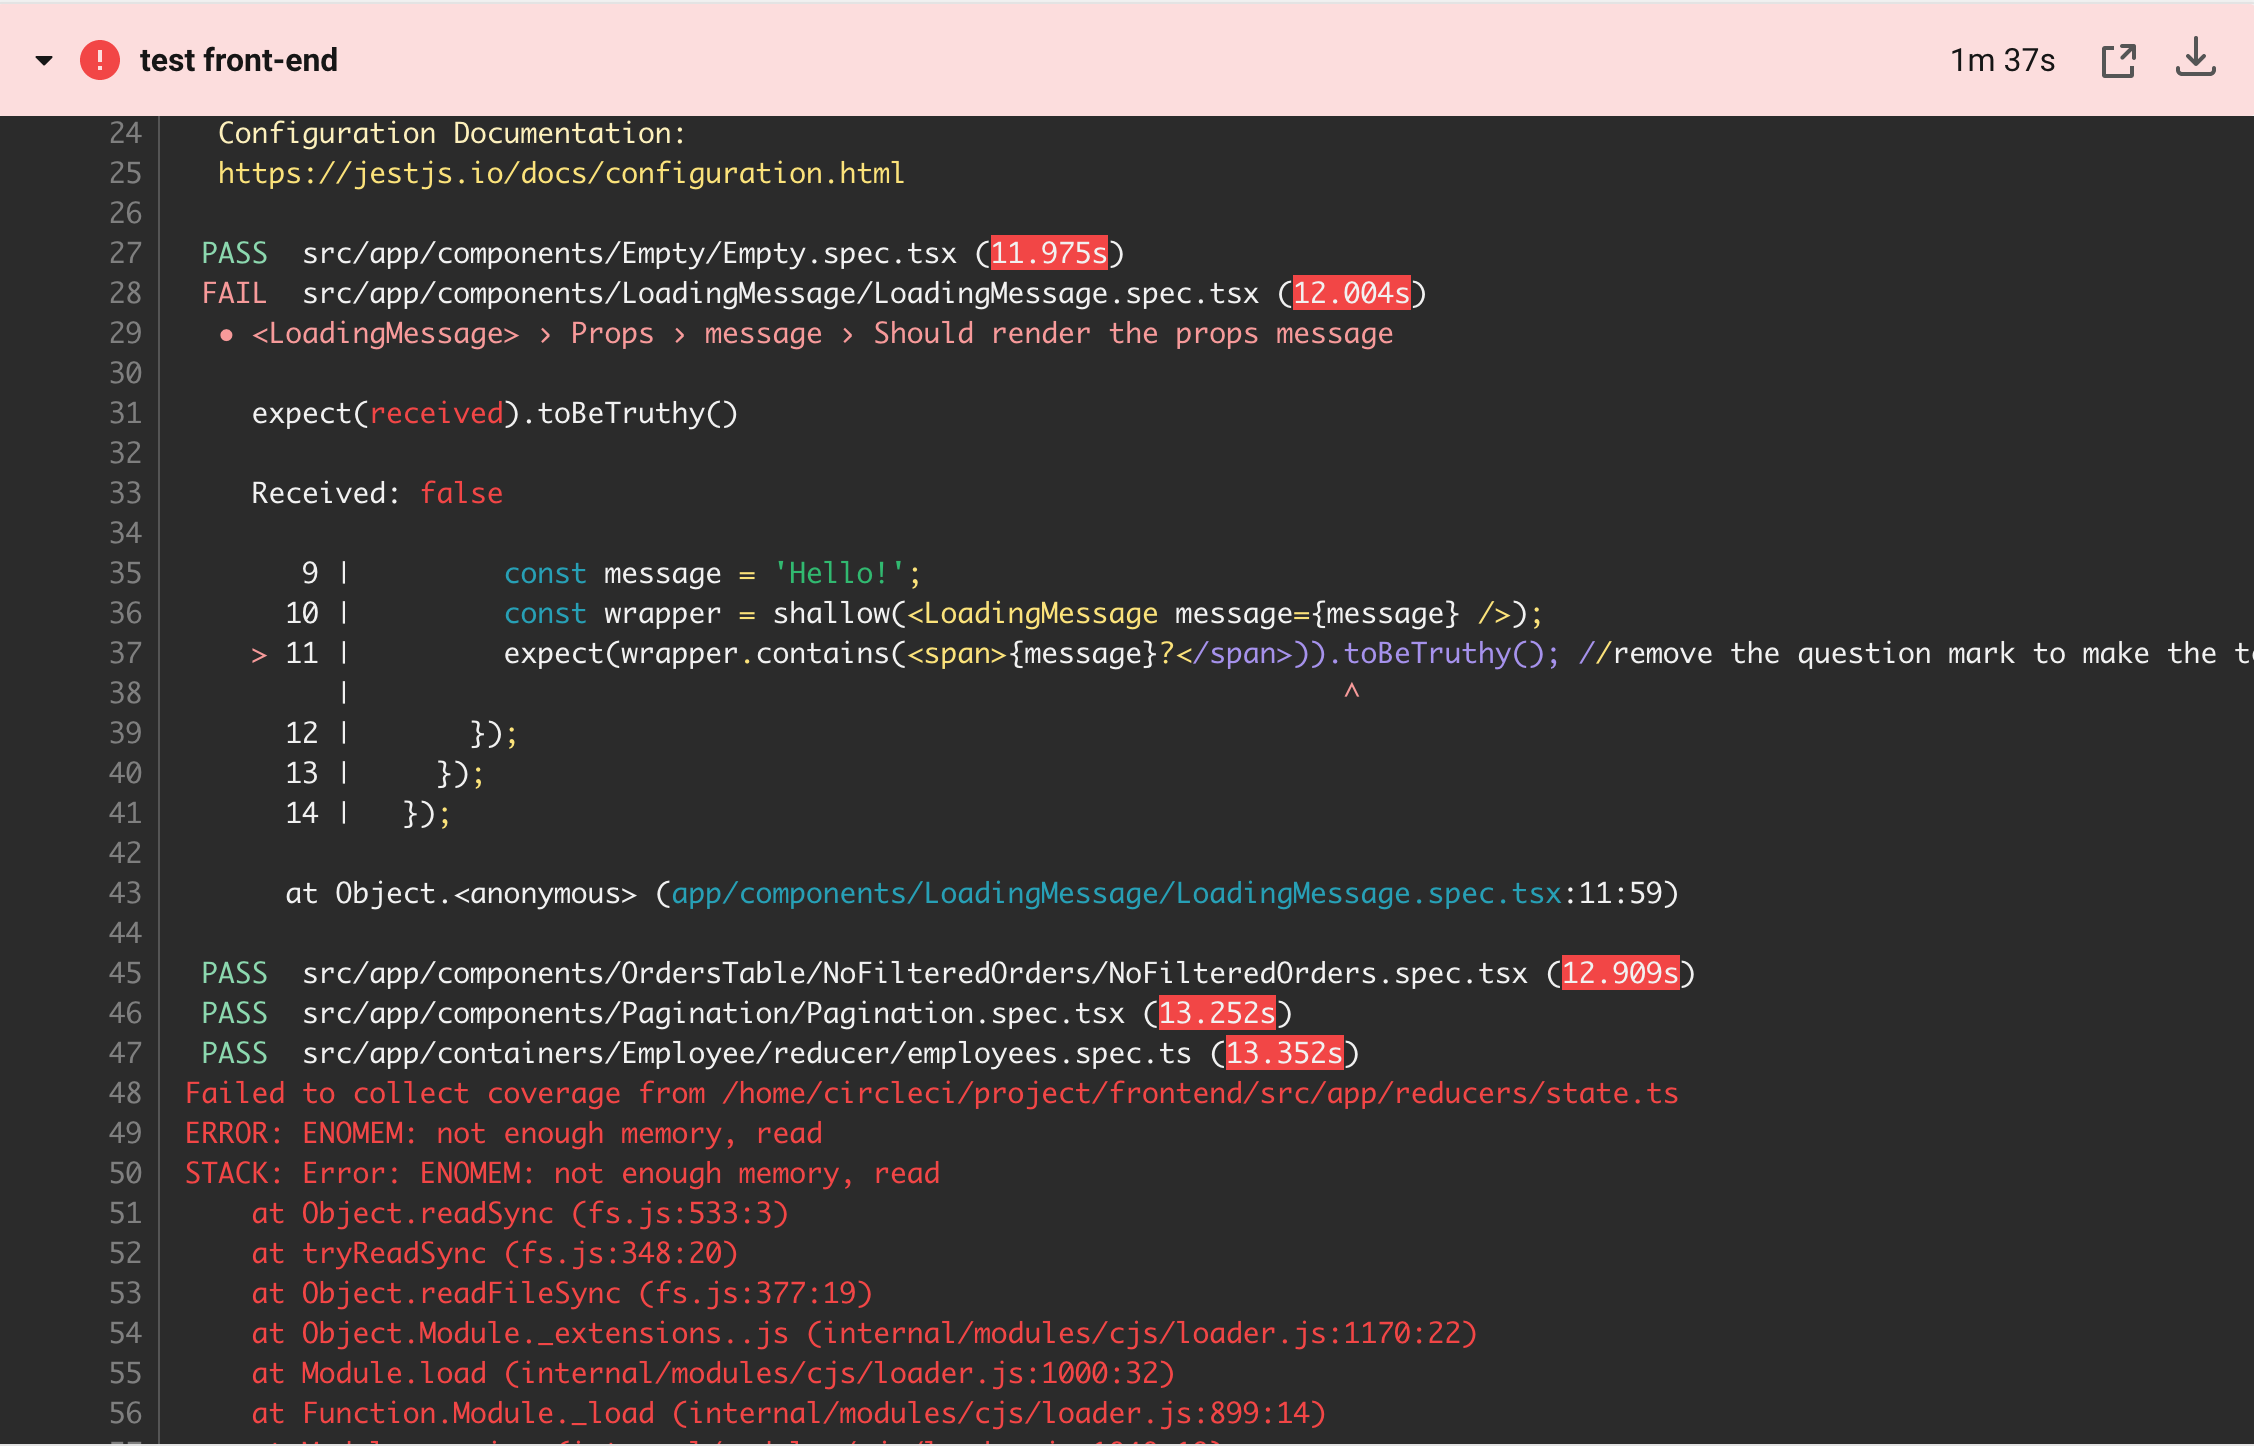 test front-end 1m 37s
24 Configuration Documentation:
25 https://jestjs.io/docs/configuration.html
26
27 PASS src/app/components/Empty/Empty.spec.tsx (11.975s)
28 FAIL src/app/components/LoadingMessage/LoadingMessage.spec.tsx (12.004s)
29 ● <LoadingMessage> › Props › message › Should render the props message
30
31 expect(received).toBeTruthy()
32
33 Received: false
34
35 9 | const message = 'Hello!';
36 10 | const wrapper = shallow(<LoadingMessage message={message} />);
37 > 11 | expect(wrapper.contains(<span>{message}?</span>)).toBeTruthy(); //remove the question mark to make the
38 | ^
39 12 | });
40 13 | });
41 14 | });
42
43 at Object.<anonymous> (app/components/LoadingMessage/LoadingMessage.spec.tsx:11:59)
44
45 PASS src/app/components/OrdersTable/NoFilteredOrders/NoFilteredOrders.spec.tsx (12.909s)
46 PASS src/app/components/Pagination/Pagination.spec.tsx (13.252s)
47 PASS src/app/containers/Employee/reducer/employees.spec.ts (13.352s)
48 Failed to collect coverage from /home/circleci/project/frontend/src/app/reducers/state.ts
49 ERROR: ENOMEM: not enough memory, read
50 STACK: Error: ENOMEM: not enough memory, read
51 at Object.readSync (fs.js:533:3)
52 at tryReadSync (fs.js:348:20)
53 at Object.readFileSync (fs.js:377:19)
54 at Object.Module._extensions..js (internal/modules/cjs/loader.js:1170:22)
55 at Module.load (internal/modules/cjs/loader.js:1000:32)
56 at Function.Module._load (internal/modules/cjs/loader.js:899:14)